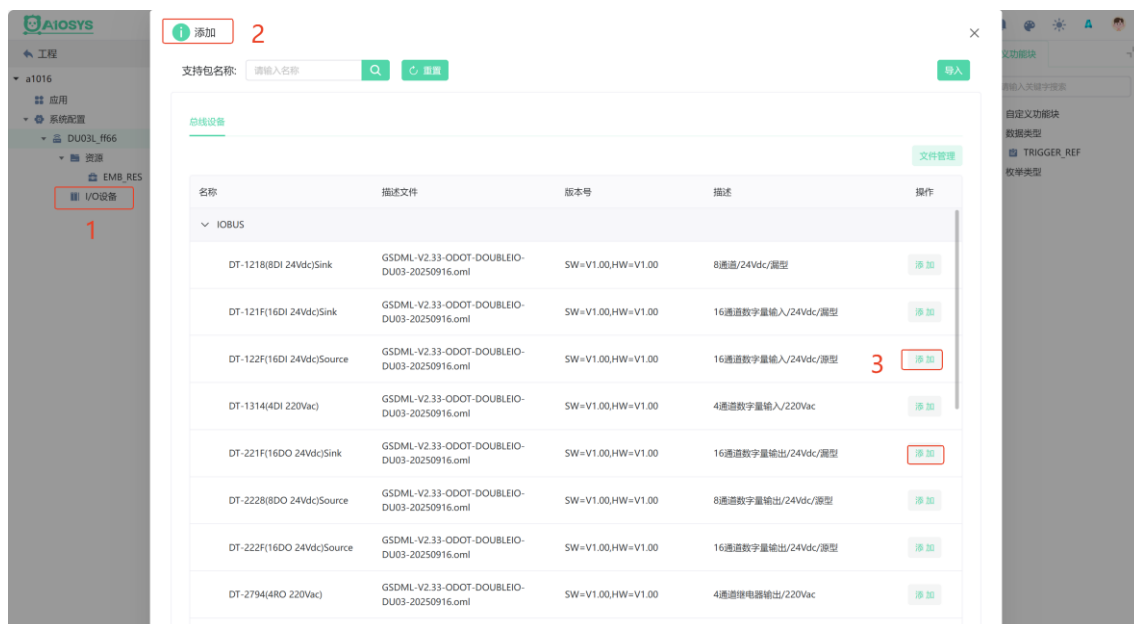 AIOSYS
添加
2
工程
a1016
应用
系统配置
DU03L_ff66
资源
EMB_RES
I/O设备
1
支持包名称:
请输入名称
重置
导入
总线设备
文件管理
名称 描述文件 版本号 描述 操作
IOBUS
DT-1218(8DI 24Vdc)Sink GSDML-V2.33-ODOT-DOUBLEIO- SW=V1.00,HW=V1.00 8通道/24Vdc/漏型 添加
DU03-20250916.oml
DT-121F(16DI 24Vdc)Sink GSDML-V2.33-ODOT-DOUBLEIO- SW=V1.00,HW=V1.00 16通道数字量输入/24Vdc/漏型 添加
DU03-20250916.oml
DT-122F(16DI 24Vdc)Source GSDML-V2.33-ODOT-DOUBLEIO- SW=V1.00,HW=V1.00 16通道数字量输入/24Vdc/源型 3 添加
DU03-20250916.oml
DT-1314(4DI 220Vac) GSDML-V2.33-ODOT-DOUBLEIO- SW=V1.00,HW=V1.00 4通道数字量输入/220Vac 添加
DU03-20250916.oml
DT-221F(16DO 24Vdc)Sink GSDML-V2.33-ODOT-DOUBLEIO- SW=V1.00,HW=V1.00 16通道数字量输出/24Vdc/漏型 添加
DU03-20250916.oml
DT-2228(8DO 24Vdc)Source GSDML-V2.33-ODOT-DOUBLEIO- SW=V1.00,HW=V1.00 8通道数字量输出/24Vdc/源型 添加
DU03-20250916.oml
DT-222F(16DO 24Vdc)Source GSDML-V2.33-ODOT-DOUBLEIO- SW=V1.00,HW=V1.00 16通道数字量输出/24Vdc/源型 添加
DU03-20250916.oml
DT-2794(4RO 220Vac) GSDML-V2.33-ODOT-DOUBLEIO- SW=V1.00,HW=V1.00 4通道继电器输出/220Vac 添加
DU03-20250916.oml
义功能块
请输入关键字搜索
自定义功能块
数据类型
TRIGGER_REF
枚举类型